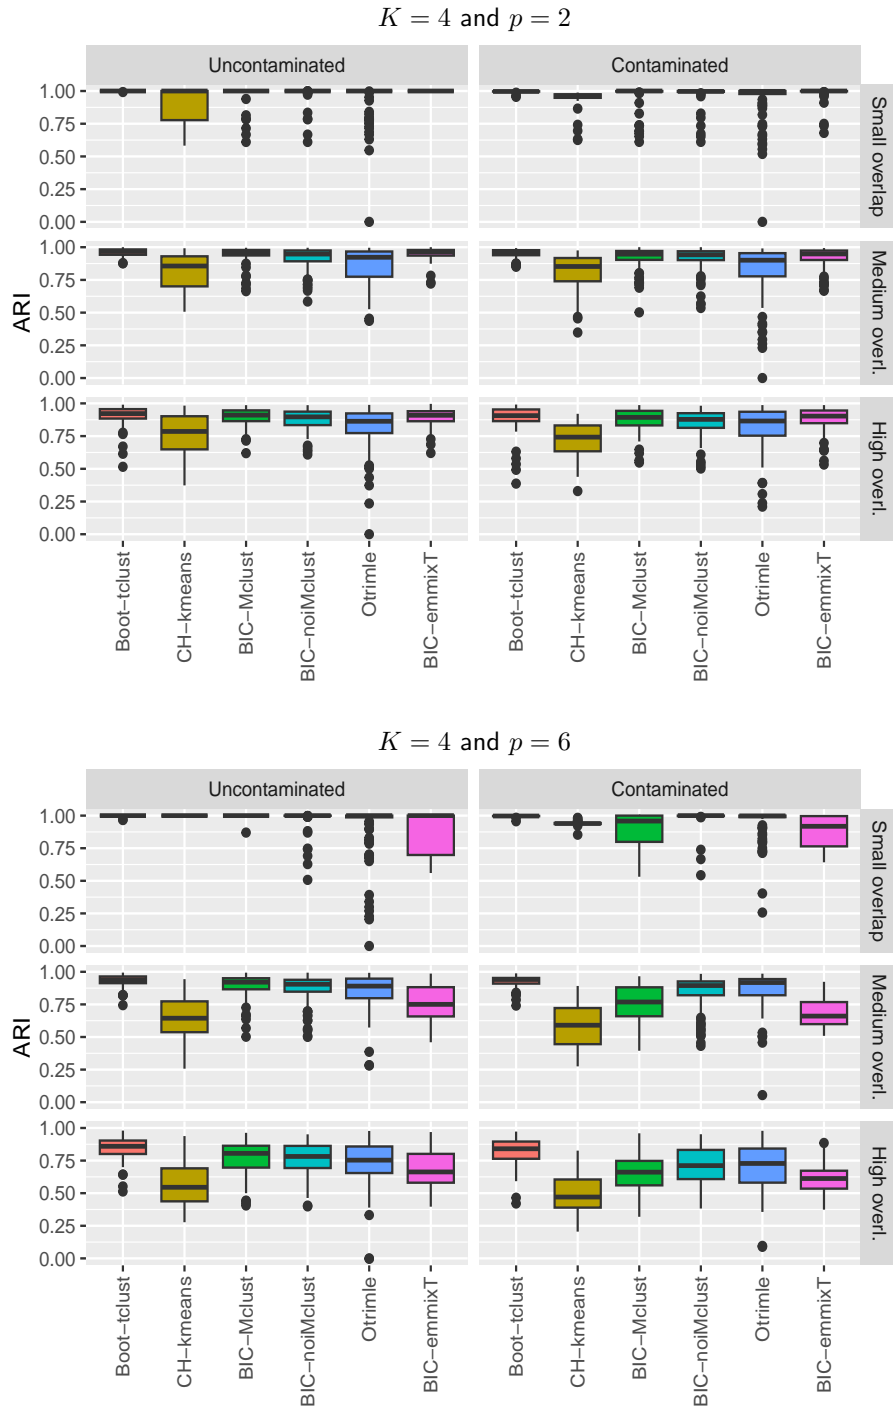 K = 4 and p = 2
Uncontaminated Contaminated
1.00
0.75
0.50
0.25
0.00
Small overlap
1.00
0.75
0.50
0.25
0.00
Medium overl.
ARI
1.00
0.75
0.50
0.25
0.00
High overl.
Boot−tclust
CH−kmeans
BIC−Mclust
BIC−noiMclust
Otrimle
BIC−emmixT
Boot−tclust
CH−kmeans
BIC−Mclust
BIC−noiMclust
Otrimle
BIC−emmixT
K = 4 and p = 6
Uncontaminated Contaminated
1.00
0.75
0.50
0.25
0.00
Small overlap
1.00
0.75
0.50
0.25
0.00
Medium overl.
ARI
1.00
0.75
0.50
0.25
0.00
High overl.
Boot−tclust
CH−kmeans
BIC−Mclust
BIC−noiMclust
Otrimle
BIC−emmixT
Boot−tclust
CH−kmeans
BIC−Mclust
BIC−noiMclust
Otrimle
BIC−emmixT